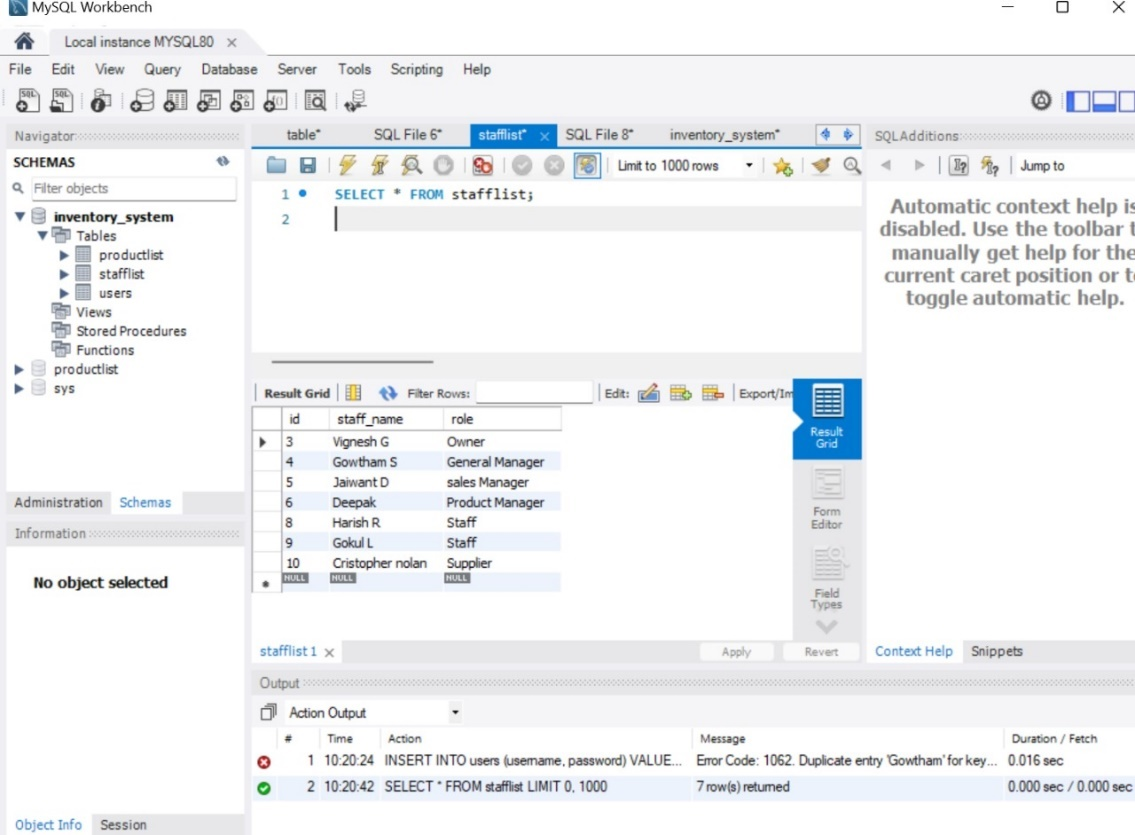 MySQL Workbench
Local instance MYSQL80
File Edit View Query Database Server Tools Scripting Help
Navigator
SCHEMAS
Filter objects
inventory_system
Tables
productlist
stafflist
users
Views
Stored Procedures
Functions
productlist
sys
Administration Schemas
Information
No object selected
Object Info Session
table* SQL File 6* stafflist* SQL File 8* inventory_system*
Limit to 1000 rows
1 SELECT * FROM stafflist;
2
Result Grid Filter Rows: Edit: Export/Im
id staff_name role
3 Vignesh G Owner
4 Gowtham S General Manager
5 Jaiwant D sales Manager
6 Deepak Product Manager
8 Harish R Staff
9 Gokul L Staff
10 Cristopher nolan Supplier
NULL NULL NULL
Result
Grid
Form
Editor
Field
Types
stafflist 1 Apply Revert
SQLAdditions
Jump to
Automatic context help is
disabled. Use the toolbar t
manually get help for the
current caret position or to
toggle automatic help.
Context Help Snippets
Output
Action Output
# Time Action Message Duration / Fetch
1 10:20:24 INSERT INTO users (username, password) VALUE... Error Code: 1062. Duplicate entry 'Gowtham' for key... 0.016 sec
2 10:20:42 SELECT * FROM stafflist LIMIT 0, 1000 7 row(s) returned 0.000 sec / 0.000 sec